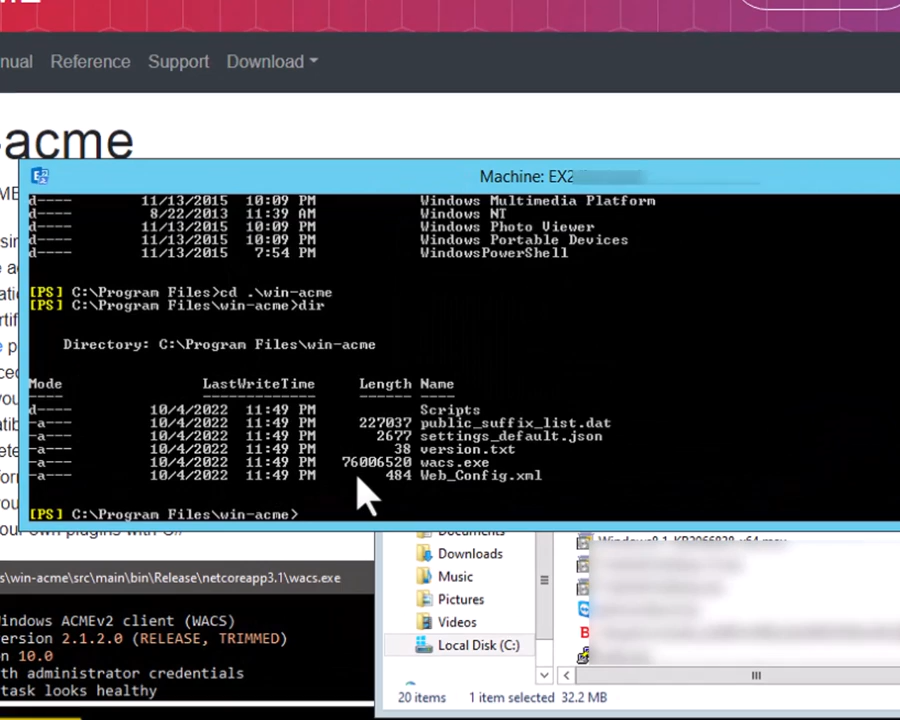 nual Reference Support Download
-acme
Machine: EX2
d---- 11/13/2015 10:09 PM Windows Multimedia Platform
d---- 8/22/2013 11:39 AM Windows NT
d---- 11/13/2015 10:09 PM Windows Photo Viewer
d---- 11/13/2015 10:09 PM Windows Portable Devices
d---- 11/13/2015 7:54 PM WindowsPowerShell
[PS] C:\Program Files>cd .\win-acme
[PS] C:\Program Files\win-acme>dir
Directory: C:\Program Files\win-acme
Mode LastWriteTime Length Name
---- ------------- ------ ----
d---- 10/4/2022 11:49 PM Scripts
-a--- 10/4/2022 11:49 PM 227037 public_suffix_list.dat
-a--- 10/4/2022 11:49 PM 2677 settings_default.json
-a--- 10/4/2022 11:49 PM 38 version.txt
-a--- 10/4/2022 11:49 PM 76006520 wacs.exe
-a--- 10/4/2022 11:49 PM 484 Web_Config.xml
[PS] C:\Program Files\win-acme>
Documents
Downloads
Music
Pictures
Videos
Local Disk (C:)
20 items 1 item selected 32.2 MB
s\win-acme\src\main\bin\Release\netcoreapp3.1\wacs.exe
indows ACMEv2 client (WACS)
ersion 2.1.2.0 (RELEASE, TRIMMED)
n 10.0
th administrator credentials
task looks healthy